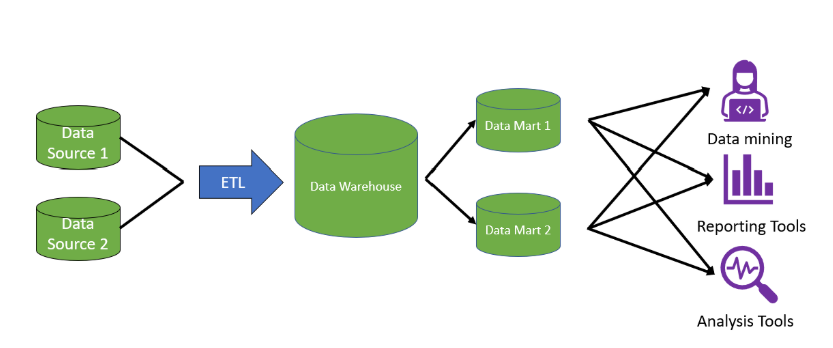 Data
Source 1
Data
Source 2
ETL
Data Warehouse
Data Mart 1
Data Mart 2
</>
Data mining
Reporting Tools
Analysis Tools